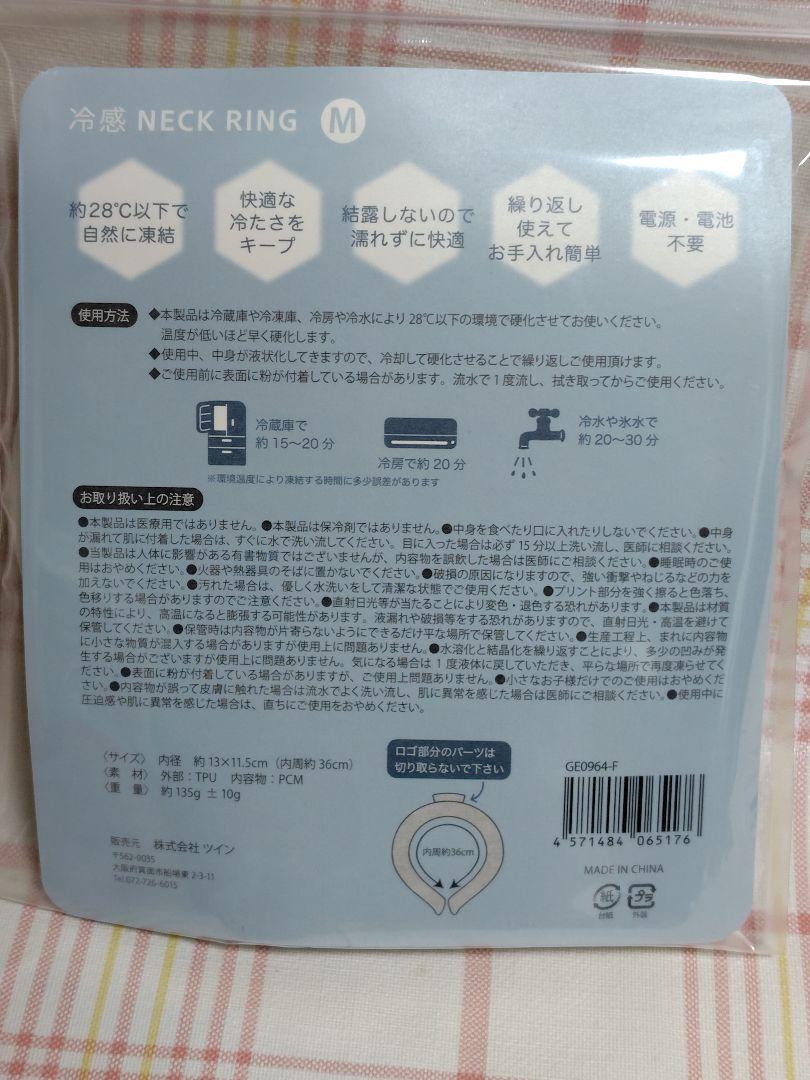 冷感 NECK RING M
約28℃以下で
自然に凍結
快適な
冷たさを
キープ
結露しないので
濡れずに快適
繰り返し
使えて
お手入れ簡単
電源・電池
不要
使用方法
◆本製品は冷蔵庫や冷凍庫、冷房や冷水により28℃以下の環境で硬化させてお使いください。
温度が低いほど早く硬化します。
◆使用中、中身が液状化してきますので、冷却して硬化させることで繰り返しご使用頂けます。
◆ご使用前に表面に粉が付着している場合があります。流水で1度流し、拭き取ってからご使用ください。
冷蔵庫で
約15〜20分
冷房で約20分
冷水や氷水で
約20〜30分
※環境温度により凍結する時間に多少誤差があります
お取り扱い上の注意
●本製品は医療用ではありません。●本製品は保冷剤ではありません。●中身を食べたり口に入れたりしないでください。●中身
が漏れて肌に付着した場合は、すぐに水で洗い流してください。目に入った場合は必ず15分以上洗い流し、医師に相談ください。
●当製品は人体に影響がある有害物質ではございませんが、内容物を誤飲した場合は医師にご相談ください。●睡眠時のご使
用はおやめください。●火器や熱器具のそばに置かないでください。●破損の原因になりますので、強い衝撃やねじるなどの力を
加えないでください。●汚れた場合は、優しく水洗いをして清潔な状態でご使用ください。●プリント部分を強く擦ると色落ち、
色移りする場合がありますのでご注意ください。●直射日光等が当たることにより変色・退色する恐れがあります。●本製品は材質
の特性により、高温になると膨張する可能性があります。液漏れや破損等をする恐れがありますので、直射日光・高温を避けて
保管してください。●保管時は内容物が片寄らないようにできるだけ平な場所で保管してください。●生産工程上、まれに内容物
に小さな物質が混入する場合がありますが使用上に問題ありません。●水溶化と結晶化を繰り返すことにより、多少の凹みが発
生する場合がございますが使用上に問題ありません。気になる場合は1度液体に戻していただき、平らな場所で再度凍らせてく
ださい。●表面に粉が付着している場合がありますが、ご使用上問題ありません。●小さなお子様だけでのご使用はおやめくだ
さい。●内容物が誤って皮膚に触れた場合は流水でよく洗い流し、肌に異常を感じた場合は医師にご相談ください。●使用中に
圧迫感や肌に異常を感じた場合は、直ちにご使用をおやめください。
〈サイズ〉 内径 約13×11.5cm（内周約36cm）
〈素 材〉 外部：TPU 内容物：PCM
〈重 量〉 約135g ±10g
ロゴ部分のパーツは
切り取らないで下さい
内周約36cm
GE0964-F
4 571484 065176
販売元 株式会社 ツイン
〒562-0035
大阪府箕面市船場東2-3-11
Tel.072-726-6015
MADE IN CHINA
紙
台紙
プラ
外装